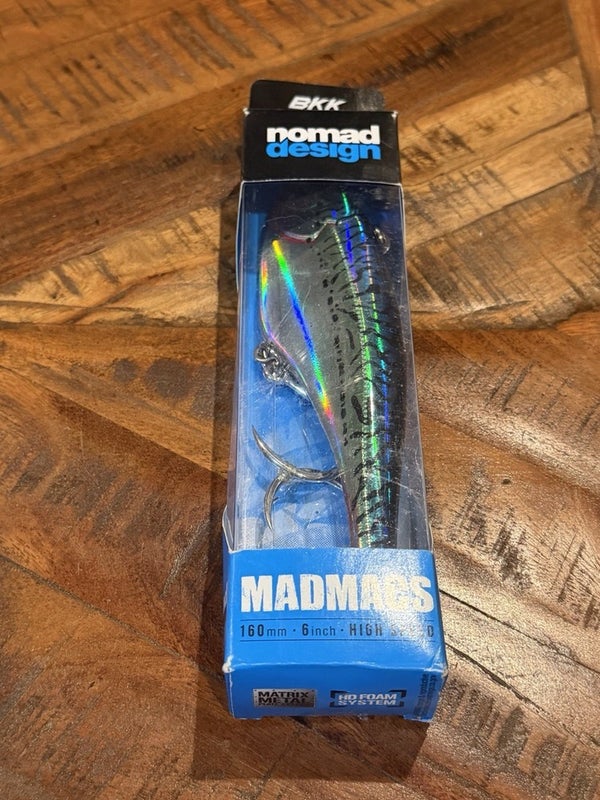 BKK
nomad
design
MADMACS
160mm · 6inch · HIGH SPEED
MATRIX
METAL
HD FOAM
SYSTEM